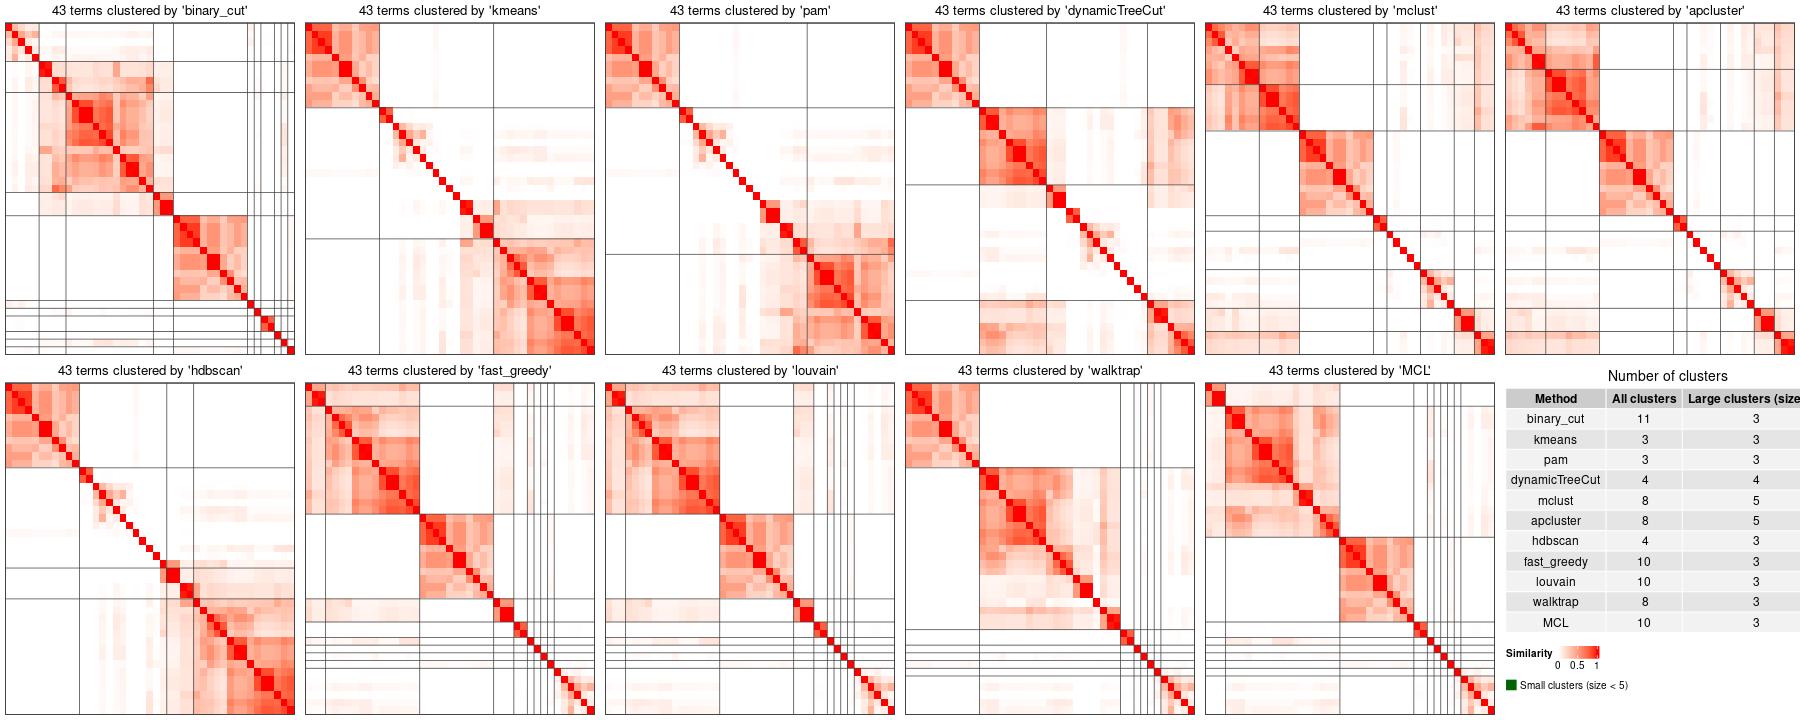 43 terms clustered by 'binary_cut'
43 terms clustered by 'kmeans'
43 terms clustered by 'pam'
43 terms clustered by 'dynamicTreeCut'
43 terms clustered by 'mclust'
43 terms clustered by 'apcluster'
43 terms clustered by 'hdbscan'
43 terms clustered by 'fast_greedy'
43 terms clustered by 'louvain'
43 terms clustered by 'walktrap'
43 terms clustered by 'MCL'
Number of clusters
Method All clusters Large clusters (size
binary_cut 11 3
kmeans 3 3
pam 3 3
dynamicTreeCut 4 4
mclust 8 5
apcluster 8 5
hdbscan 4 3
fast_greedy 10 3
louvain 10 3
walktrap 8 3
MCL 10 3
Similarity
0 0.5 1
Small clusters (size < 5)